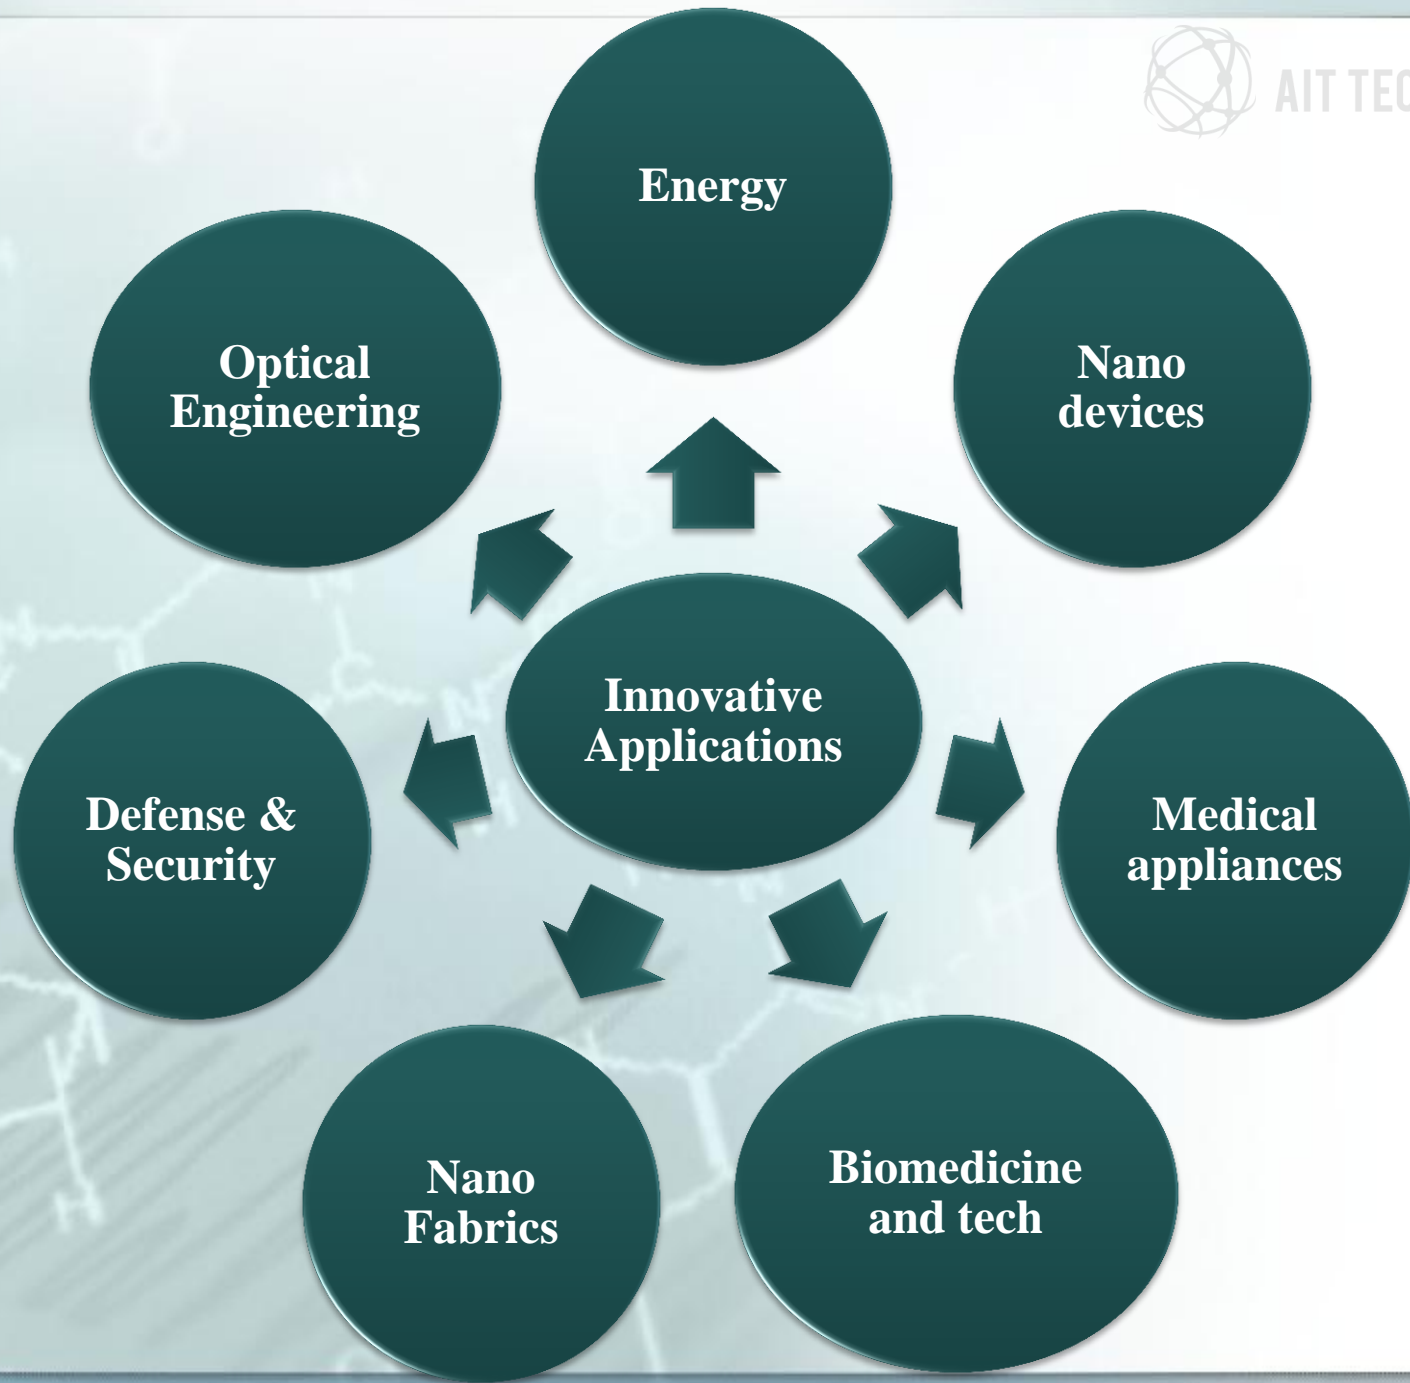 AIT TEC
Energy
Optical
Engineering
Nano
devices
Innovative
Applications
Defense &
Security
Medical
appliances
Nano
Fabrics
Biomedicine
and tech